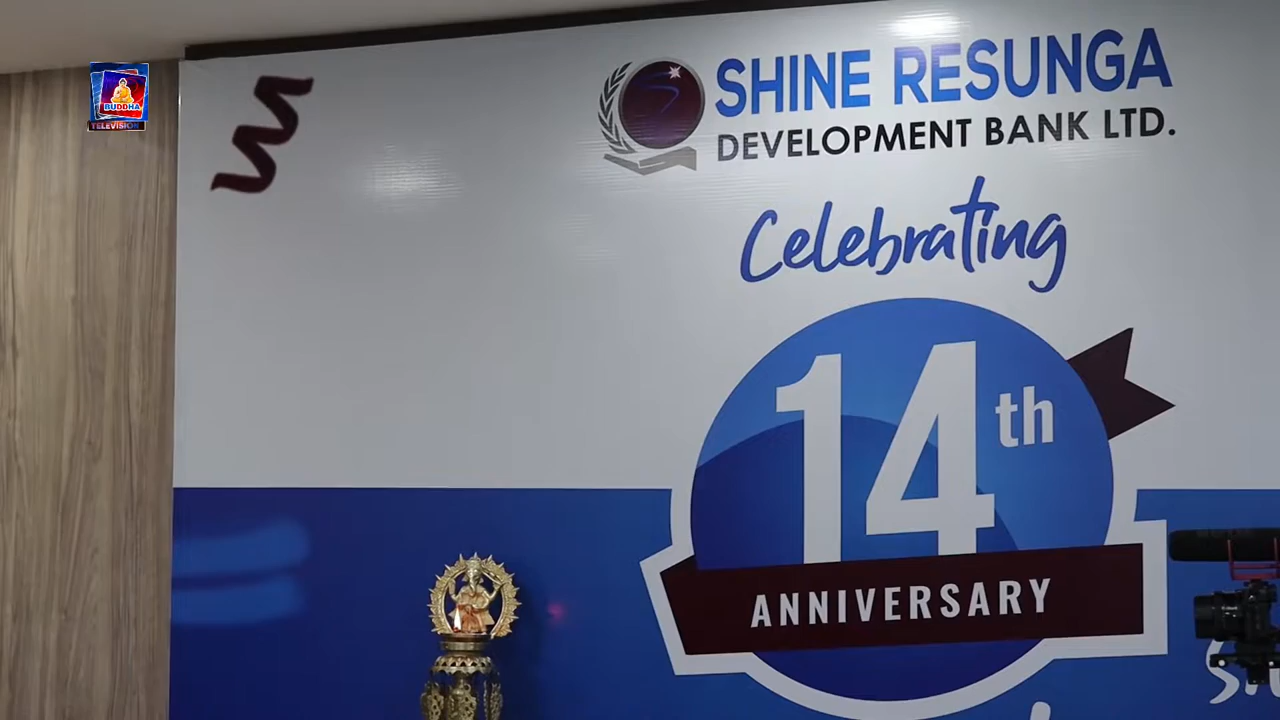 BUDDHA
TELEVISION
SHINE RESUNGA
DEVELOPMENT BANK LTD.
Celebrating
14th
ANNIVERSARY